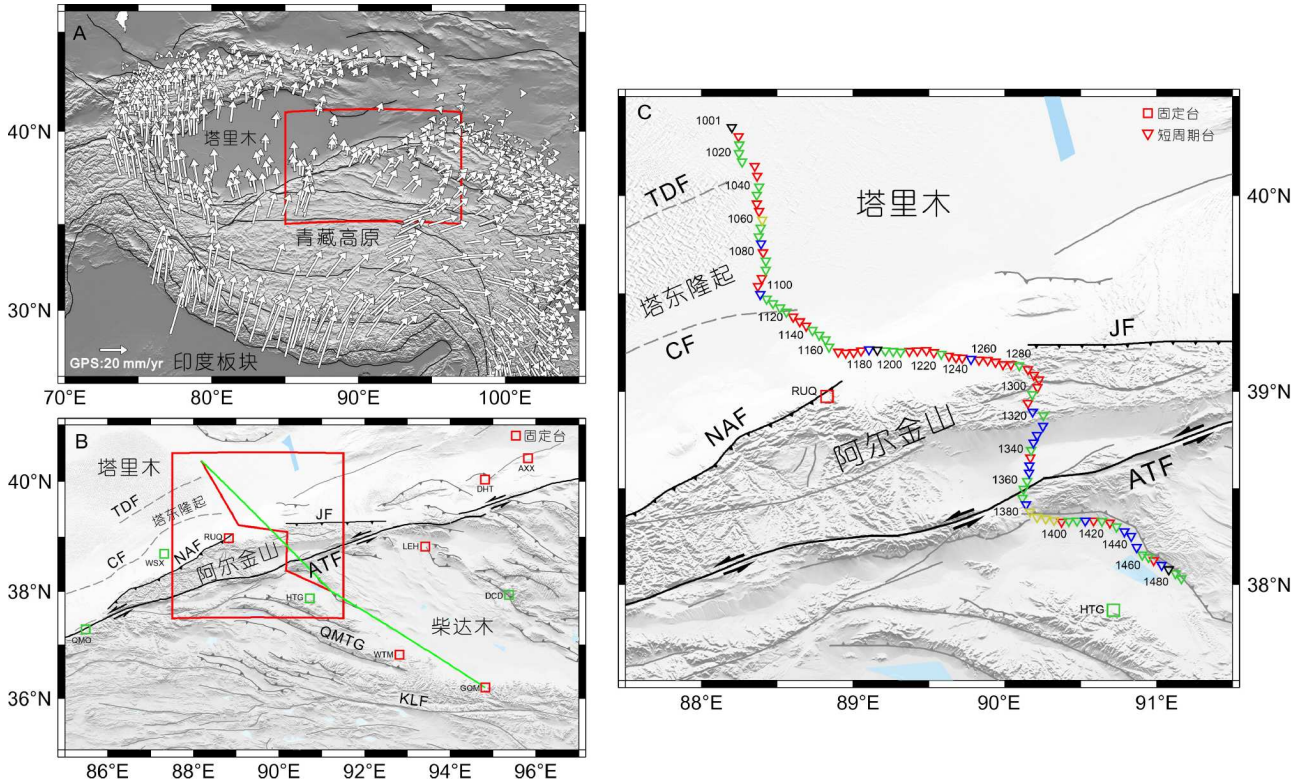 A
40°N
30°N
塔里木
青藏高原
GPS:20 mm/yr
印度板块
70°E
80°E
90°E
100°E
B
固定台
塔里木
AXX
DHT
40°N
TDF
塔东隆起
JF
CF
NAF
RUQ
WSX
LEH
阿尔金山
ATF
38°N
HTG
DCD
QMO
柴达木
QMTG
WTM
GOM
36°N
KLF
86°E
88°E
90°E
92°E
94°E
96°E
C
固定台
短周期台
1001
1020
40°N
1040
TDF
塔里木
1060
1080
塔东隆起
1100
1120
JF
CF
1140
1160
1180
1200
1220
1240
1260
1280
39°N
RUQ
1300
NAF
1320
阿尔金山
1340
ATF
1360
1380
1400
1420
1440
1460
1480
38°N
HTG
88°E
89°E
90°E
91°E